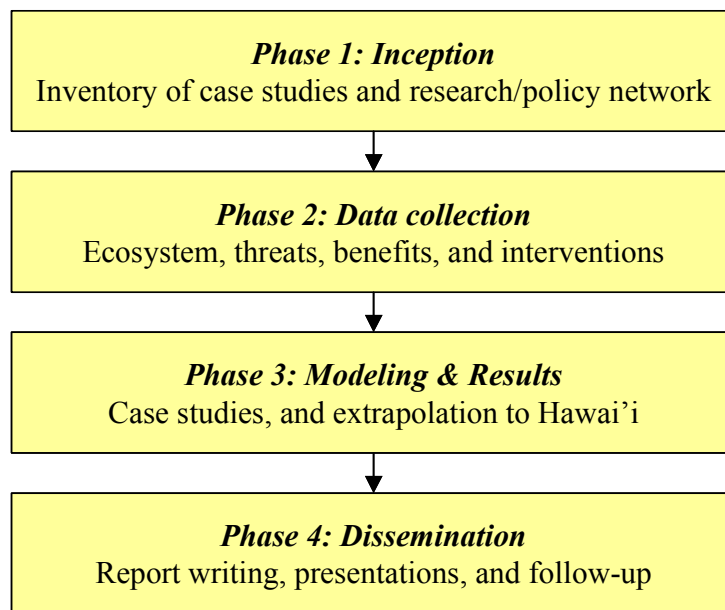 Phase 1: Inception
Inventory of case studies and research/policy network
Phase 2: Data collection
Ecosystem, threats, benefits, and interventions
Phase 3: Modeling & Results
Case studies, and extrapolation to Hawai’i
Phase 4: Dissemination
Report writing, presentations, and follow-up